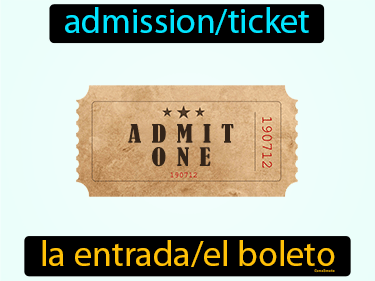 admission/ticket
ADMIT
ONE
190712
190712
la entrada/el boleto